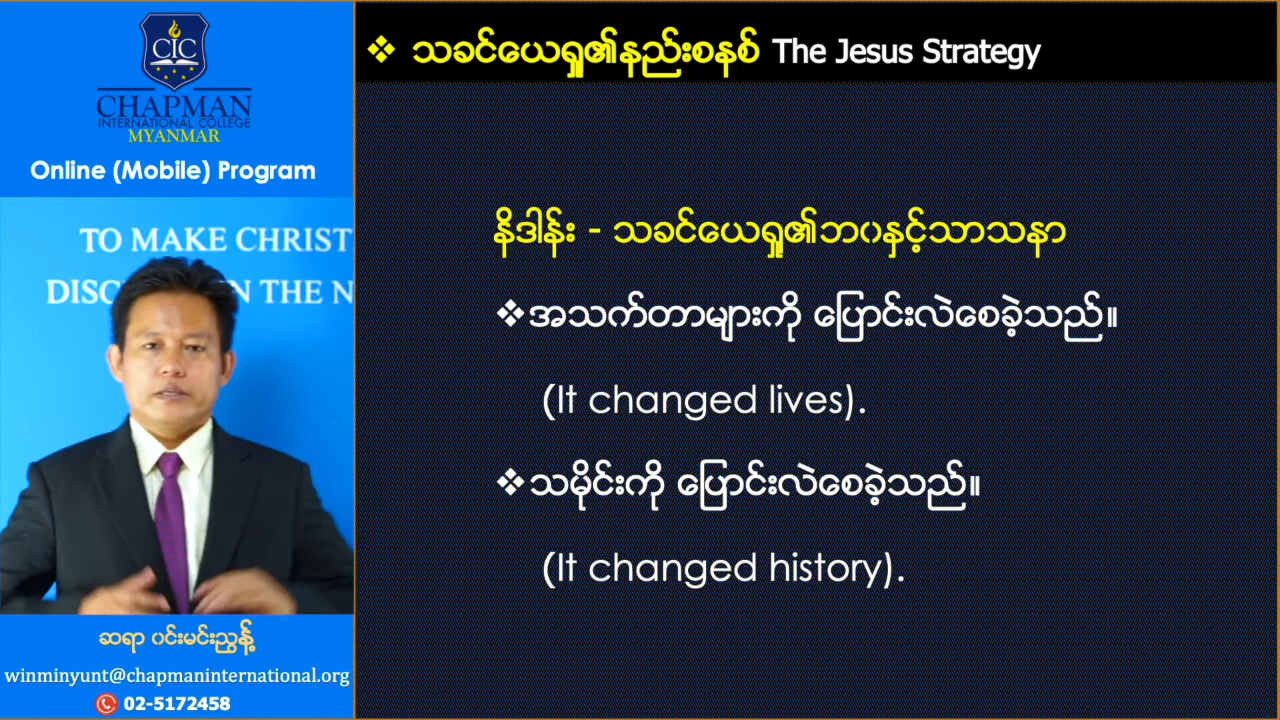 CIC
CHAPMAN
INTERNATIONAL COLLEGE
MYANMAR
Online (Mobile) Program
TO MAKE CHRIST
DISC N THE N
ဆရာ ဝင်းမင်းညွန့်
winminyunt@chapmaninternational.org
02-5172458
❖ သခင်ယေရှု၏နည်းစနစ် The Jesus Strategy
နိဒါန်း - သခင်ယေရှု၏ဘဝနှင့်သာသနာ
❖အသက်တာများကို ပြောင်းလဲစေခဲ့သည်။
(It changed lives).
❖သမိုင်းကို ပြောင်းလဲစေခဲ့သည်။
(It changed history).